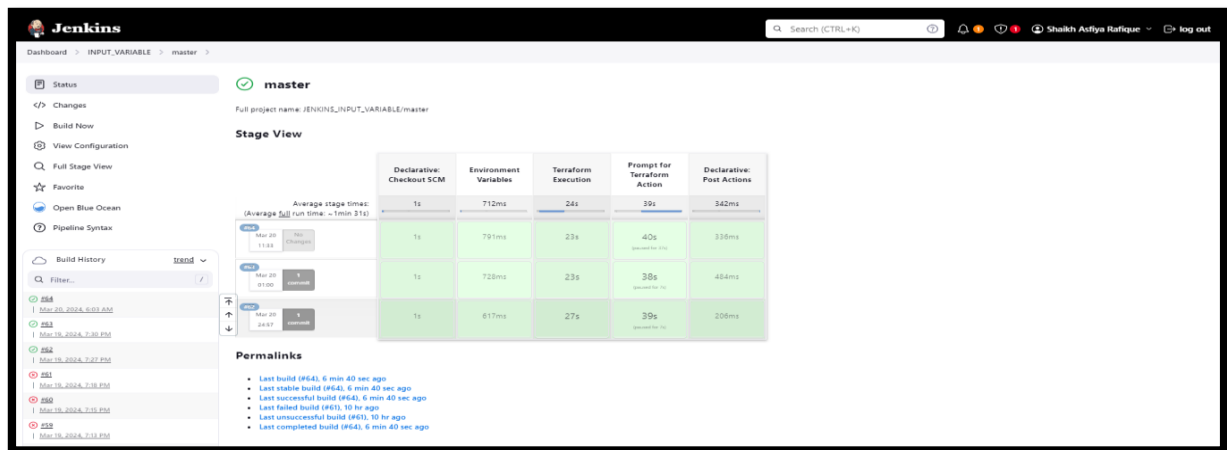 Jenkins
Search (CTRL+K)
1
1
Shaikh Asfiya Rafique
log out
Dashboard > INPUT_VARIABLE > master >
Status
Changes
Build Now
View Configuration
Full Stage View
Favorite
Open Blue Ocean
Pipeline Syntax
Build History
trend
Filter...
/
#64
Mar 20, 2024, 6:03 AM
#63
Mar 19, 2024, 7:30 PM
#62
Mar 19, 2024, 7:27 PM
#61
Mar 19, 2024, 7:18 PM
#60
Mar 19, 2024, 7:15 PM
#59
Mar 19, 2024, 7:13 PM
master
Full project name: JENKINS_INPUT_VARIABLE/master
Stage View
Declarative: Checkout SCM
Environment Variables
Terraform Execution
Prompt for Terraform Action
Declarative: Post Actions
Average stage times:
(Average full run time: ~1min 31s)
1s
712ms
24s
39s
342ms
#64
Mar 20
11:33
No Changes
1s
791ms
23s
40s
336ms
#63
Mar 20
01:00
1
commit
1s
728ms
23s
38s
484ms
#62
Mar 20
24:57
1
commit
1s
617ms
27s
39s
206ms
Permalinks
Last build (#64), 6 min 40 sec ago
Last stable build (#64), 6 min 40 sec ago
Last successful build (#64), 6 min 40 sec ago
Last failed build (#61), 10 hr ago
Last unsuccessful build (#61), 10 hr ago
Last completed build (#64), 6 min 40 sec ago